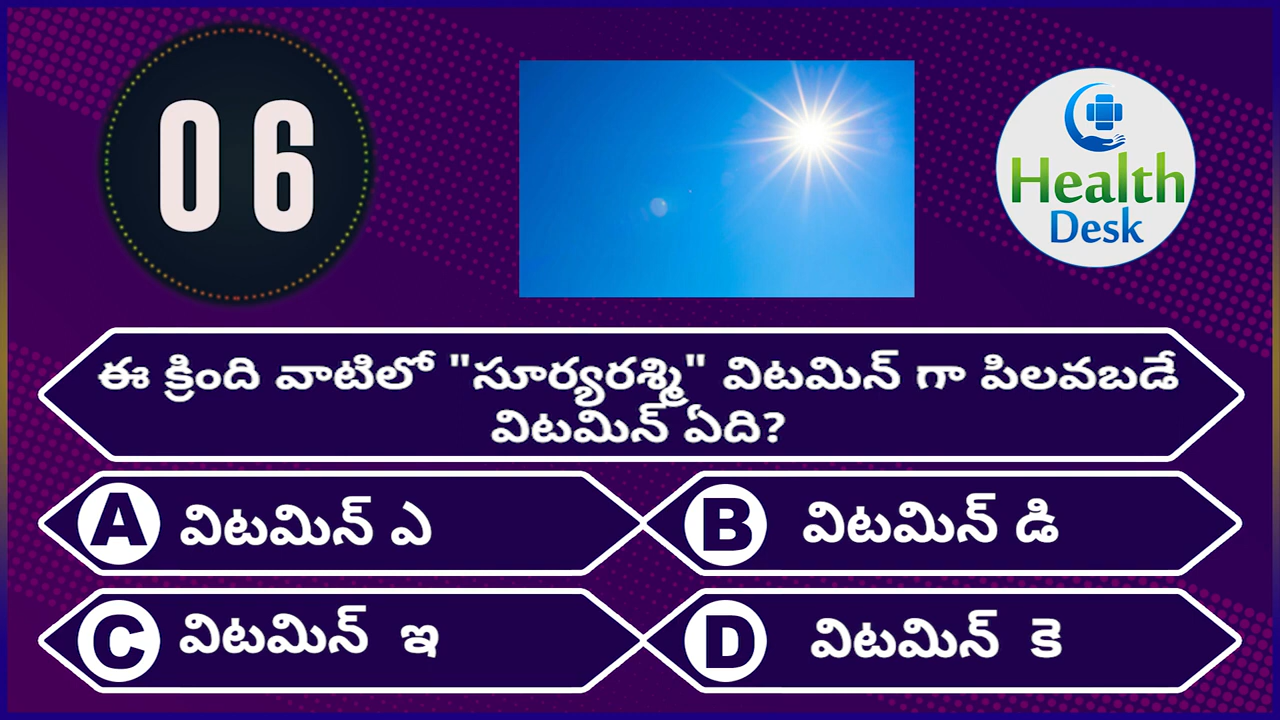 06
Health
Desk
ఈ క్రింది వాటిలో "సూర్యరశ్మి" విటమిన్ గా పిలవబడే
విటమిన్ ఏది?
A విటమిన్ ఎ
B విటమిన్ డి
C విటమిన్ ఇ
D విటమిన్ కె